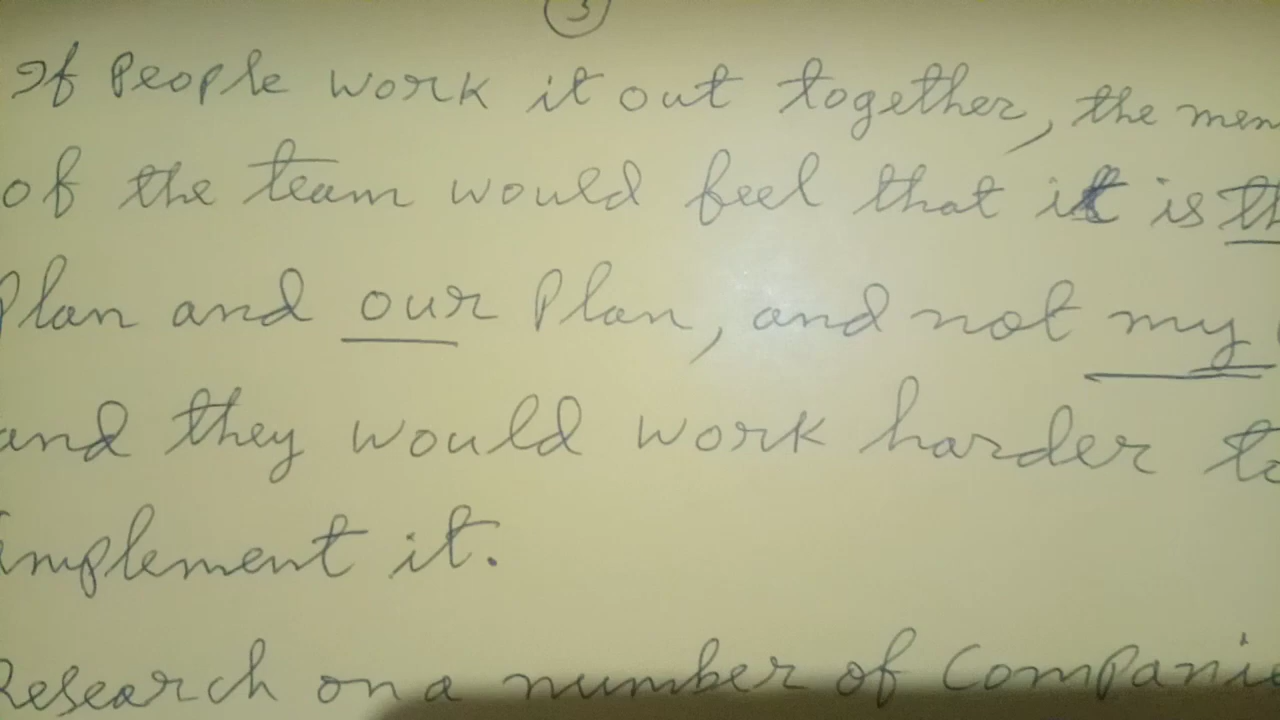 3
If People work it out together, the mem
of the team would feel that it is th
Plan and our Plan, and not my
and they would work harder to
implement it.
Research on a number of Companie